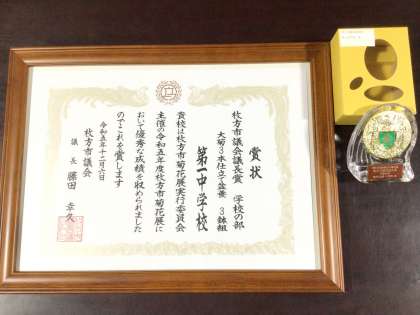 賞状
枚方市議会議長賞 学校の部
大菊3本仕立て盆養 3鉢組
第一中学校
貴校は枚方市菊花展実行委員会
主催の令和五年度枚方市菊花展に
おいて優秀な成績を収められました
のでこれを賞します
令和五年十一月六日
枚方市議会
議長 藤田 幸久